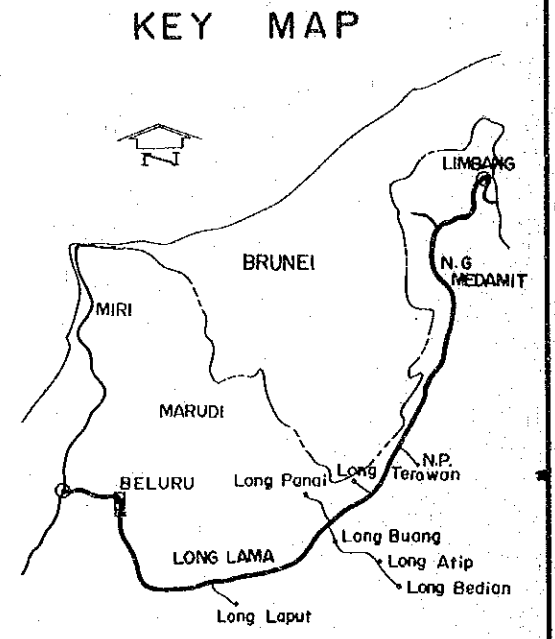 KEY MAP
N
LIMBANG
BRUNEI
N.G
MEDAMIT
MIRI
MARUDI
BELURU
Long Panai
Long Terawan
N.P.
Long Buang
LONG LAMA
Long Atip
Long Bedian
Long Laput